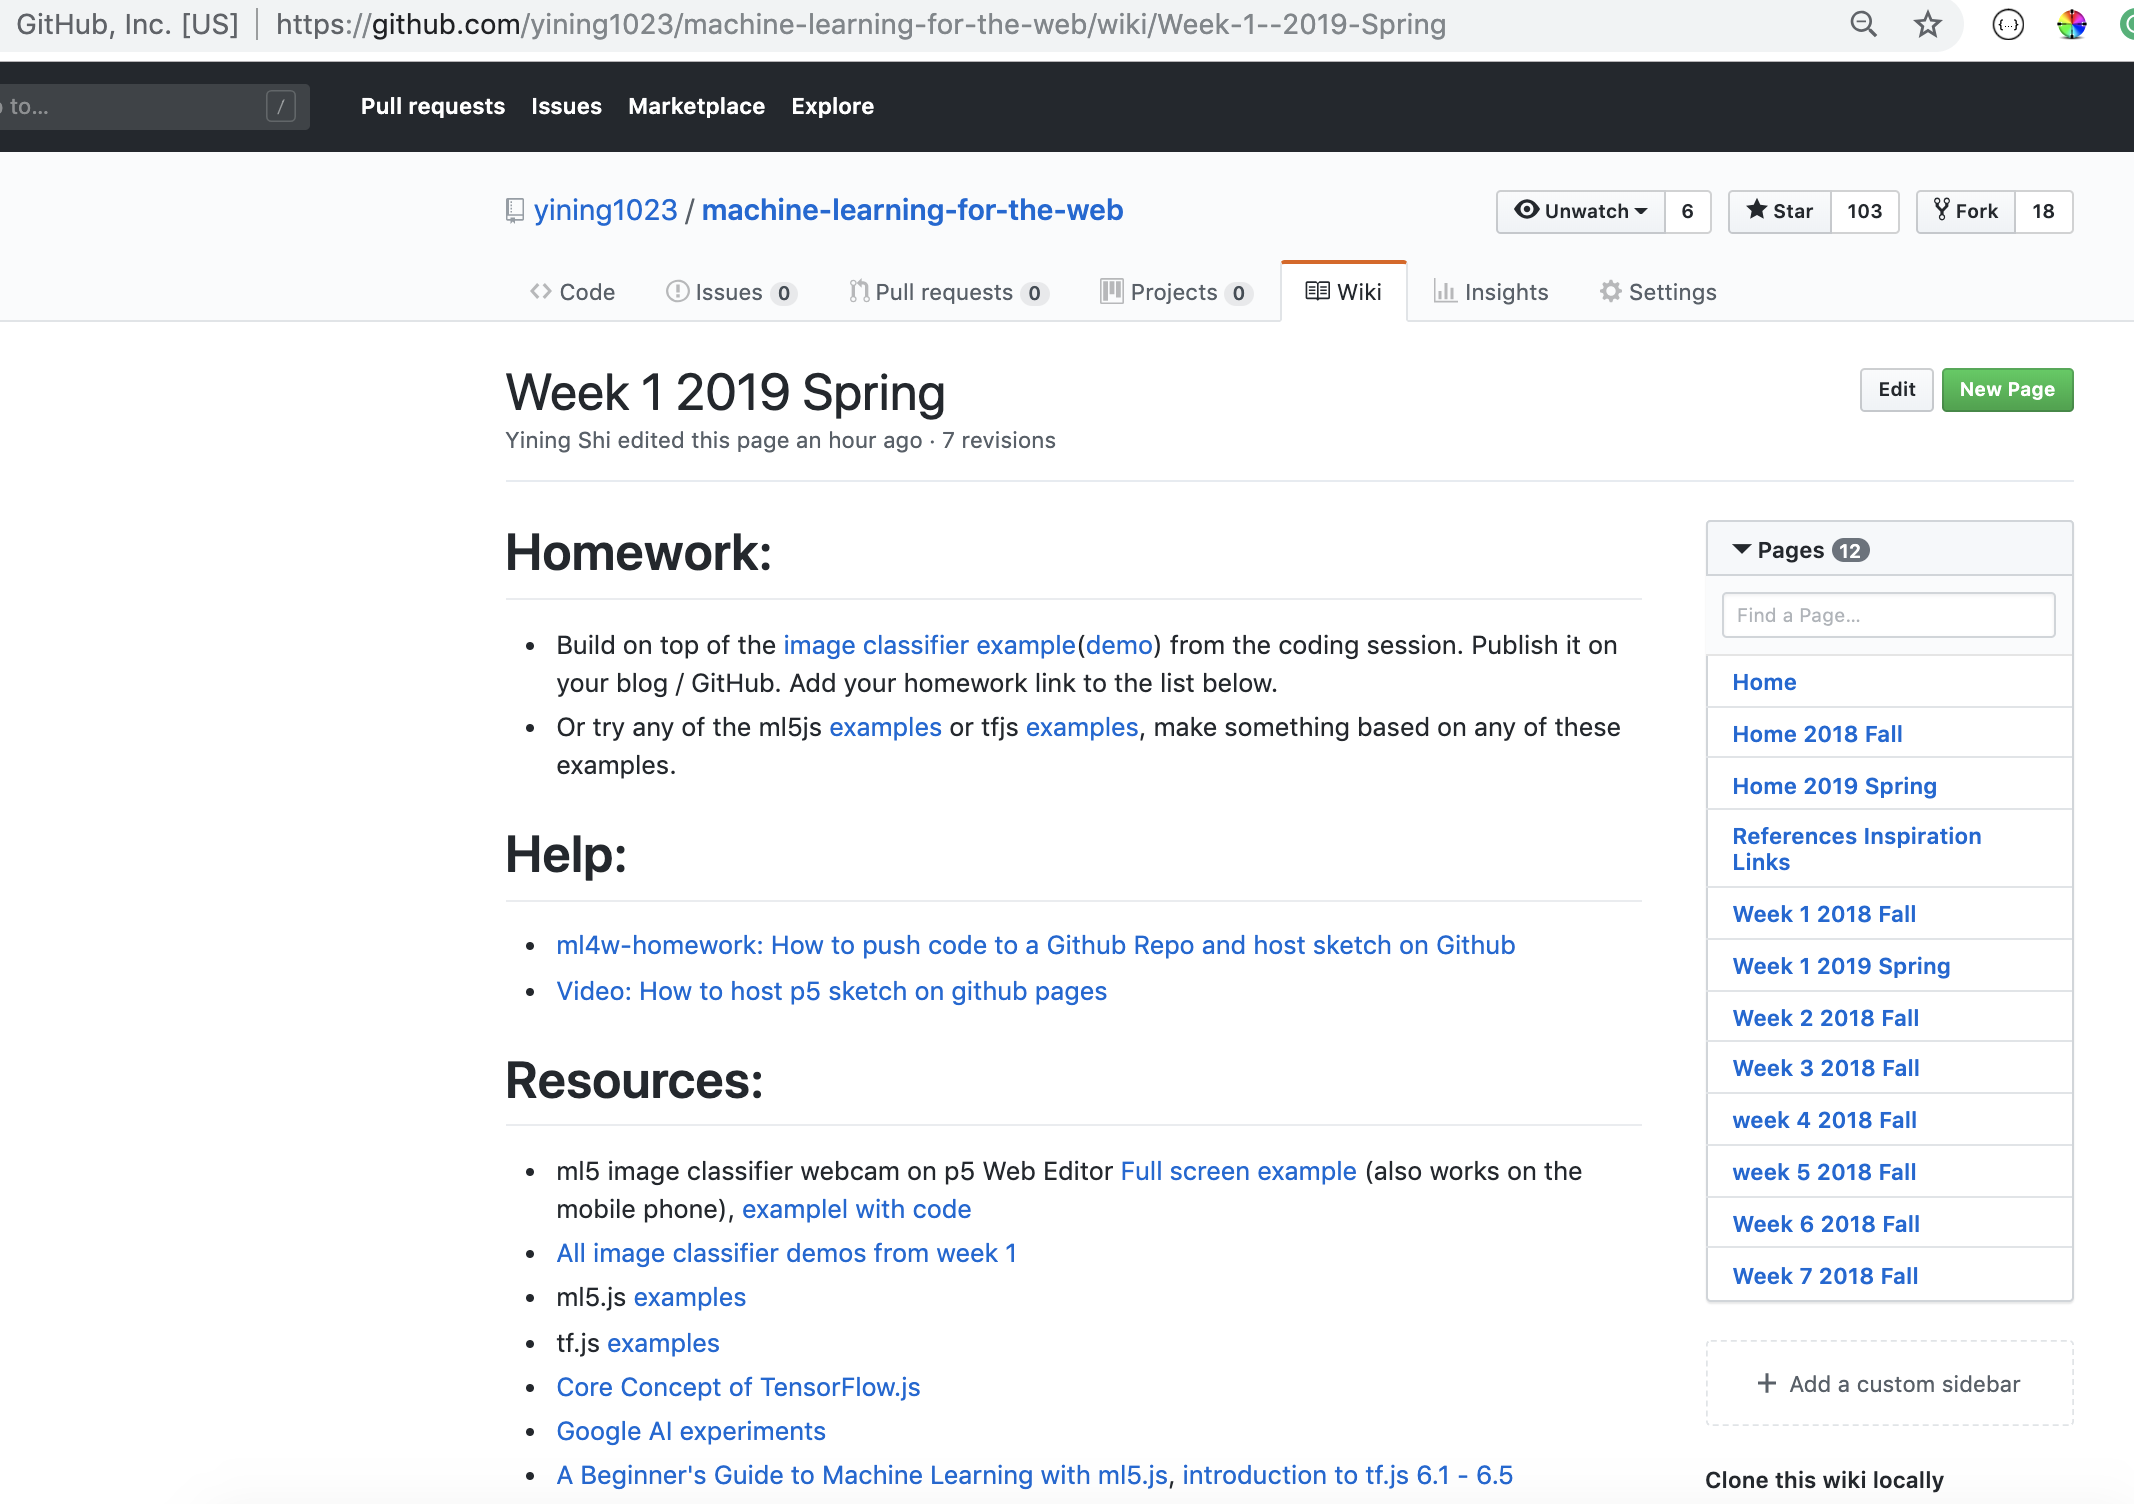 GitHub, Inc. [US] | https://github.com/yining1023/machine-learning-for-the-web/wiki/Week-1--2019-Spring
to... /
Pull requests Issues Marketplace Explore
yining1023 / machine-learning-for-the-web
Unwatch 6 Star 103 Fork 18
Code Issues 0 Pull requests 0 Projects 0 Wiki Insights Settings
Week 1 2019 Spring
Edit New Page
Yining Shi edited this page an hour ago · 7 revisions
Homework:
Build on top of the image classifier example(demo) from the coding session. Publish it on
your blog / GitHub. Add your homework link to the list below.
Or try any of the ml5js examples or tfjs examples, make something based on any of these
examples.
Help:
ml4w-homework: How to push code to a Github Repo and host sketch on Github
Video: How to host p5 sketch on github pages
Resources:
ml5 image classifier webcam on p5 Web Editor Full screen example (also works on the
mobile phone), examplel with code
All image classifier demos from week 1
ml5.js examples
tf.js examples
Core Concept of TensorFlow.js
Google AI experiments
A Beginner's Guide to Machine Learning with ml5.js, introduction to tf.js 6.1 - 6.5
Pages 12
Find a Page...
Home
Home 2018 Fall
Home 2019 Spring
References Inspiration
Links
Week 1 2018 Fall
Week 1 2019 Spring
Week 2 2018 Fall
Week 3 2018 Fall
week 4 2018 Fall
week 5 2018 Fall
Week 6 2018 Fall
Week 7 2018 Fall
+ Add a custom sidebar
Clone this wiki locally